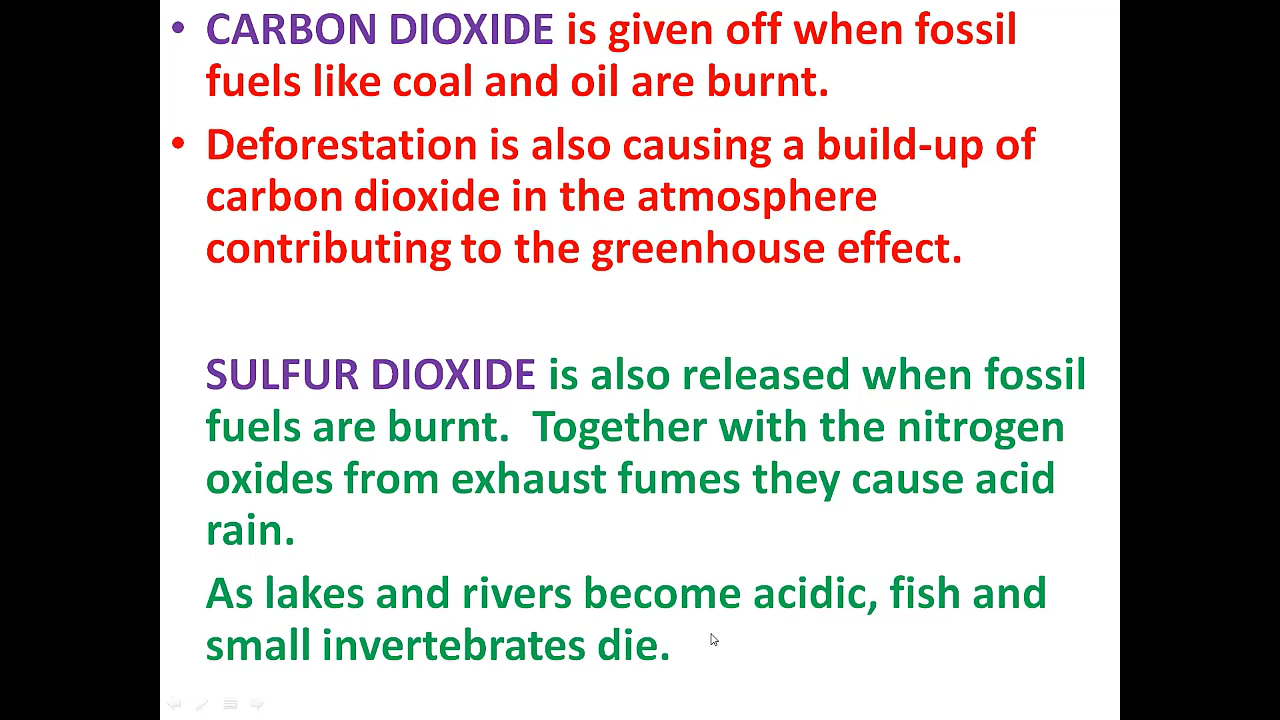 • CARBON DIOXIDE is given off when fossil
fuels like coal and oil are burnt.
• Deforestation is also causing a build-up of
carbon dioxide in the atmosphere
contributing to the greenhouse effect.
SULFUR DIOXIDE is also released when fossil
fuels are burnt.  Together with the nitrogen
oxides from exhaust fumes they cause acid
rain.
As lakes and rivers become acidic, fish and
small invertebrates die.